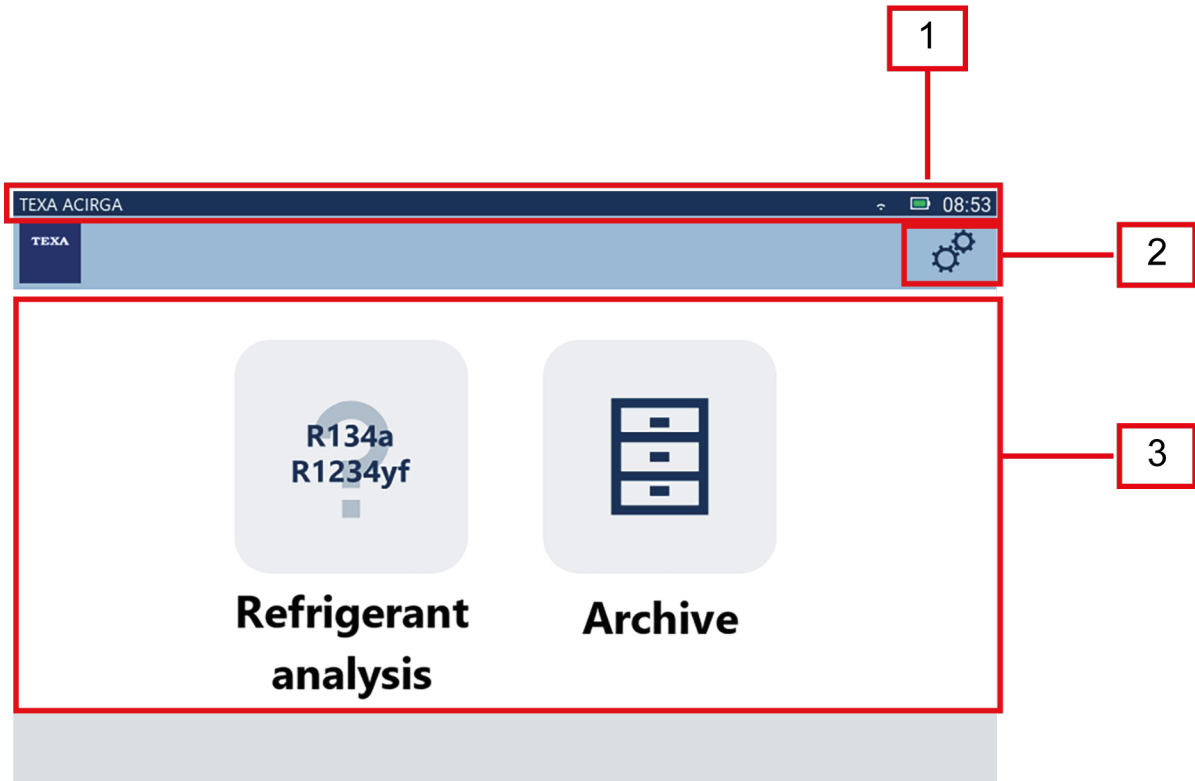 1
TEXA ACIRGA 08:53
TEXA
2
R134a
R1234yf
?
3
Refrigerant
analysis
Archive